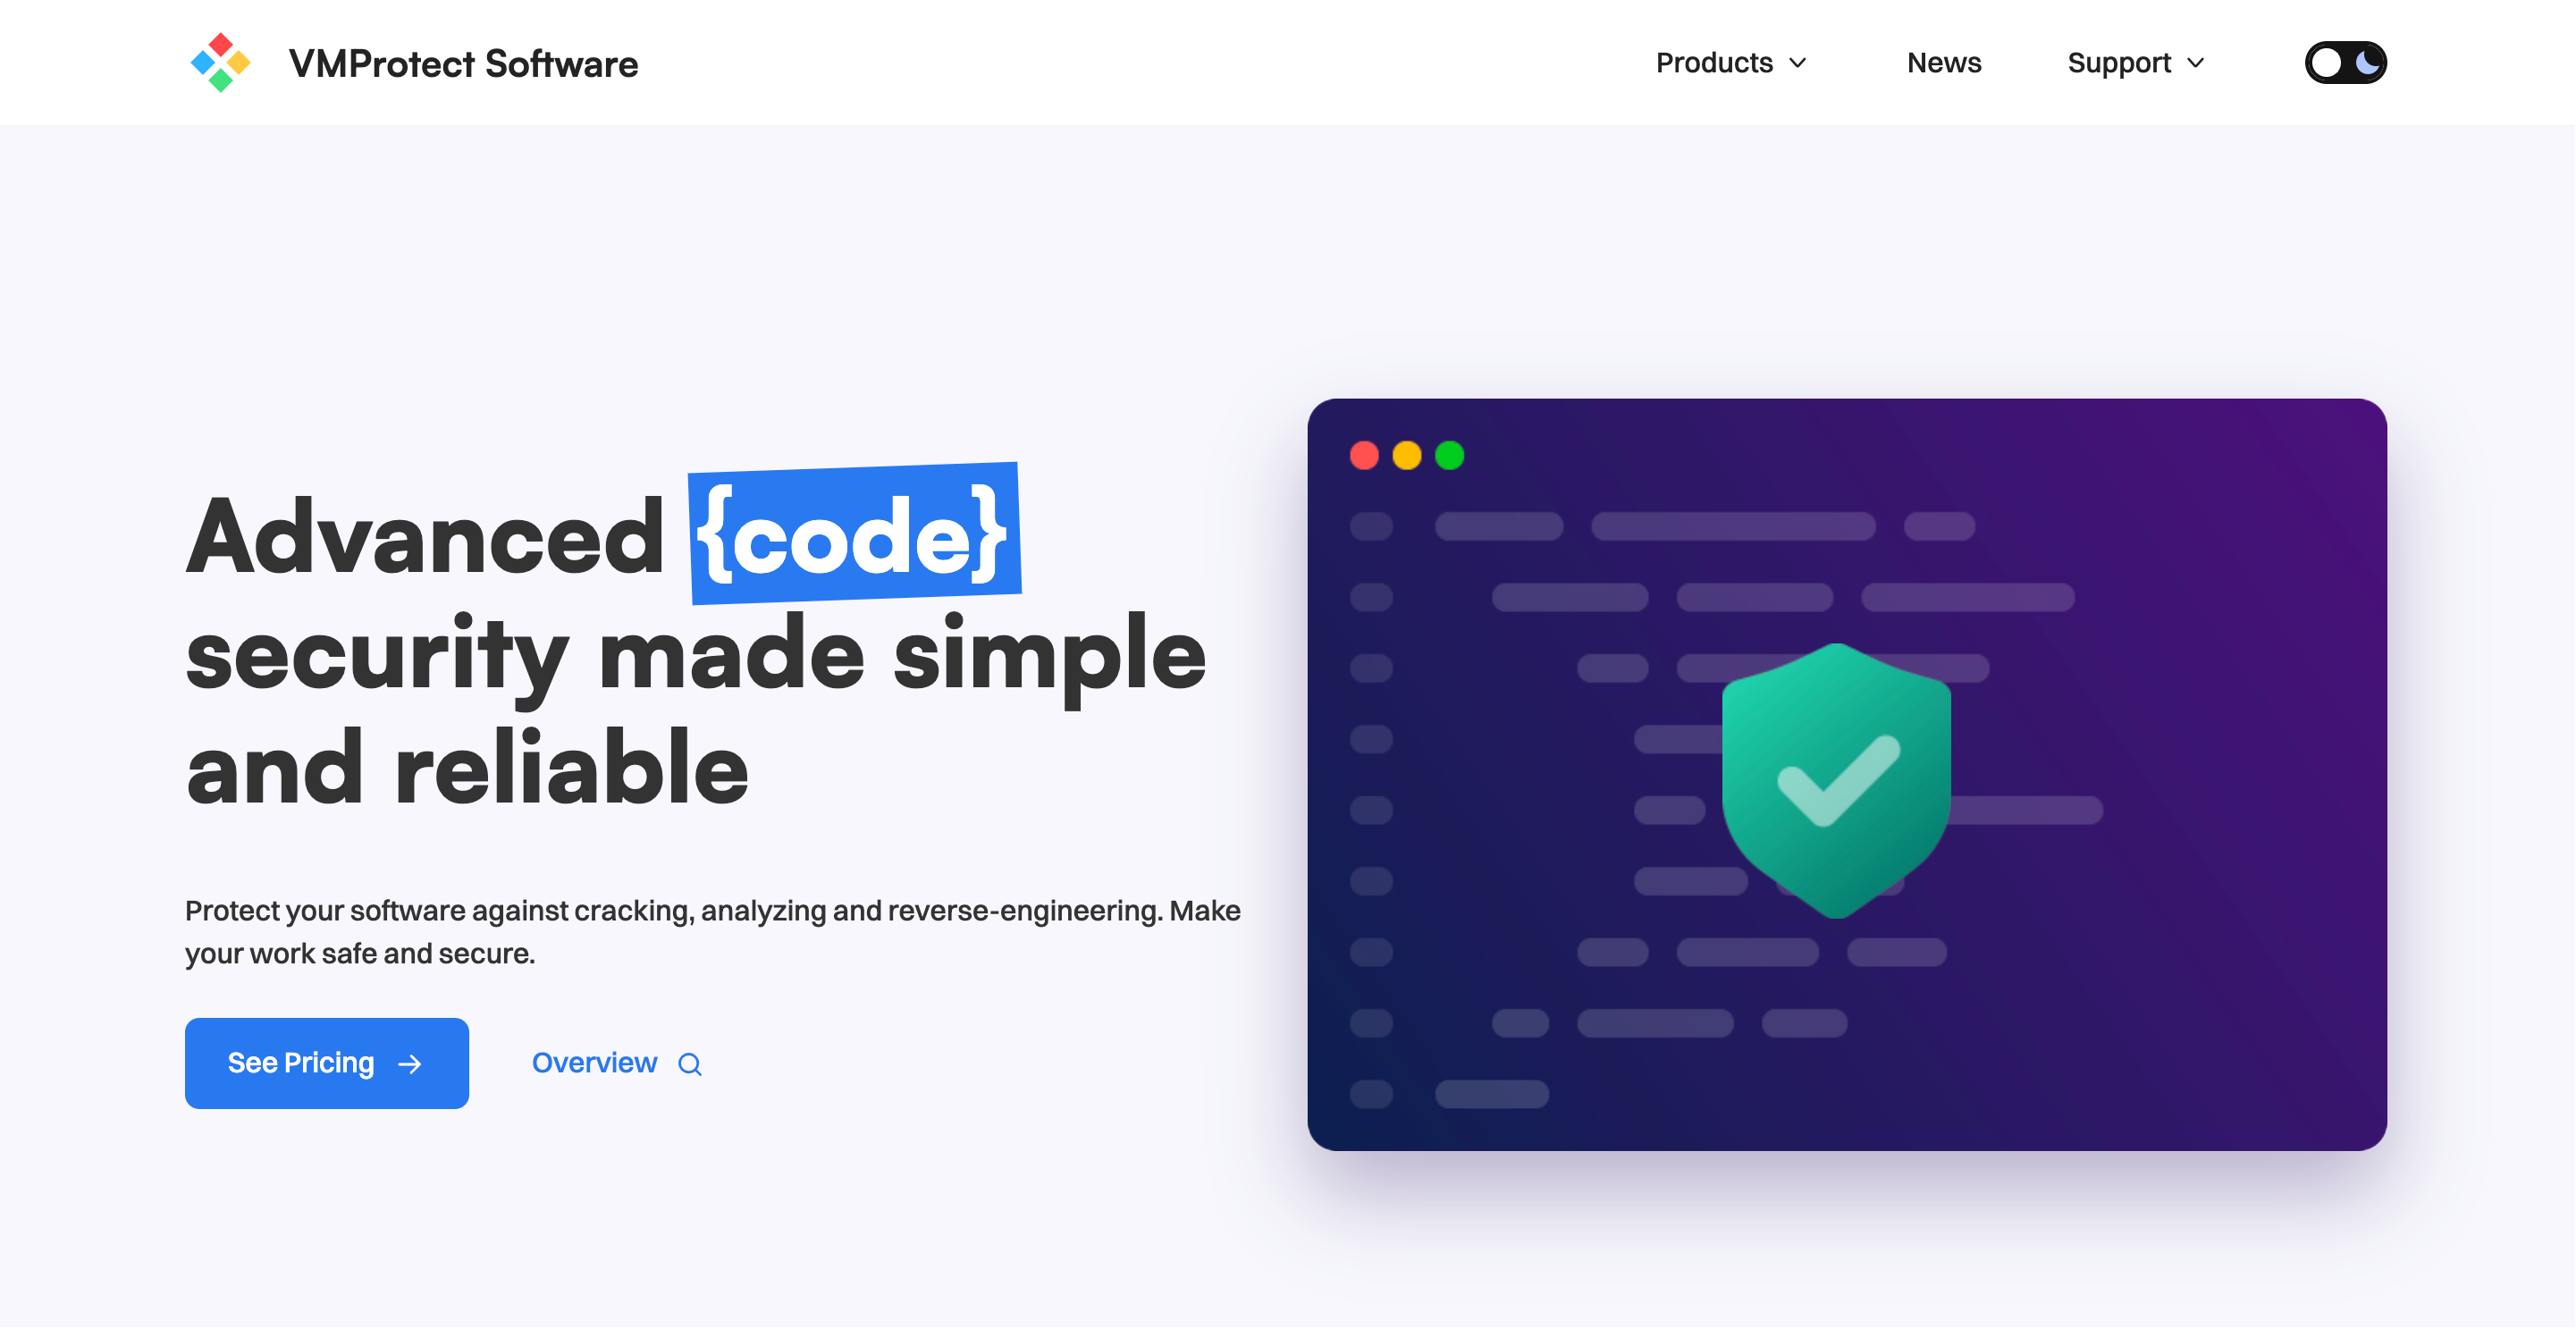 VMProtect Software
Products
News
Support
Advanced {code}
security made simple
and reliable
Protect your software against cracking, analyzing and reverse-engineering. Make
your work safe and secure.
See Pricing
Overview